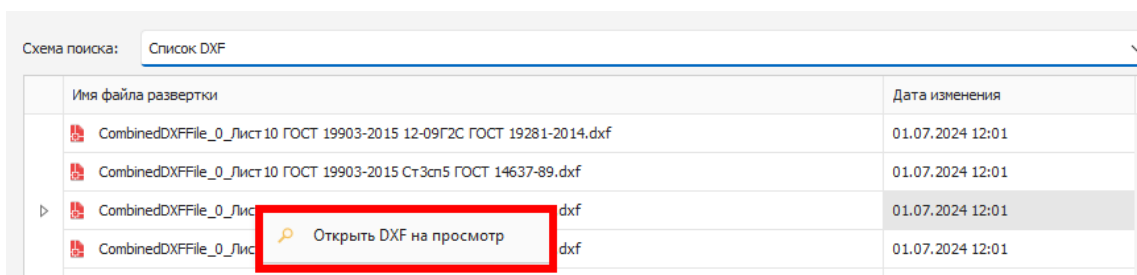 Схема поиска: Список DXF
Имя файла развертки Дата изменения
CombinedDXFFile_0_Лист10 ГОСТ 19903-2015 12-09Г2С ГОСТ 19281-2014.dxf 01.07.2024 12:01
CombinedDXFFile_0_Лист10 ГОСТ 19903-2015 Ст3сп5 ГОСТ 14637-89.dxf 01.07.2024 12:01
CombinedDXFFile_0_Лис dxf 01.07.2024 12:01
Открыть DXF на просмотр
CombinedDXFFile_0_Лис .dxf 01.07.2024 12:01